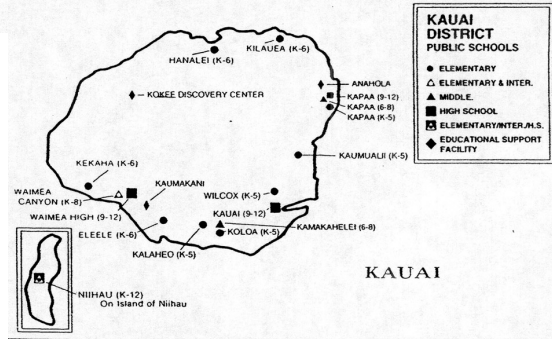 KAUAI
DISTRICT
PUBLIC SCHOOLS
ELEMENTARY
ELEMENTARY & INTER.
MIDDLE.
HIGH SCHOOL
ELEMENTARY/INTER./H.S.
EDUCATIONAL SUPPORT
FACILITY
KILAUEA (K-6)
HANALEI (K-6)
ANAHOLA
KOKEE DISCOVERY CENTER
KAPAA (9-12)
KAPAA (6-8)
KAPAA (K-5)
KAUMUALII (K-5)
KEKAHA (K-6)
WAIMEA
CANYON (K-8)
KAUMAKANI
WILCOX (K-5)
WAIMEA HIGH (9-12)
KAUAI (9-12)
ELEELE (K-6)
KAMAKAHELEI (6-8)
KOLOA (K-5)
KALAHEO (K-5)
KAUAI
NIIHAU (K-12)
On Island of Niihau